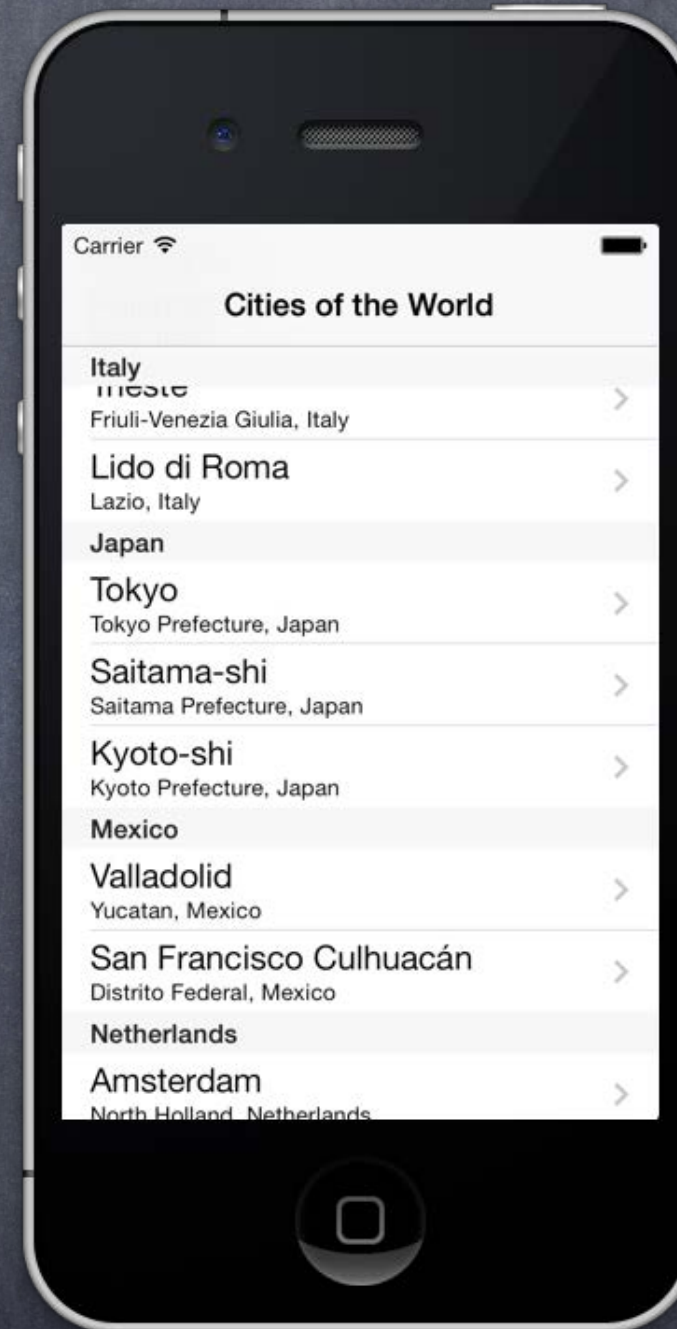 Carrier
Cities of the World
Italy
Trieste
Friuli-Venezia Giulia, Italy
Lido di Roma
Lazio, Italy
Japan
Tokyo
Tokyo Prefecture, Japan
Saitama-shi
Saitama Prefecture, Japan
Kyoto-shi
Kyoto Prefecture, Japan
Mexico
Valladolid
Yucatan, Mexico
San Francisco Culhuacán
Distrito Federal, Mexico
Netherlands
Amsterdam
North Holland, Netherlands